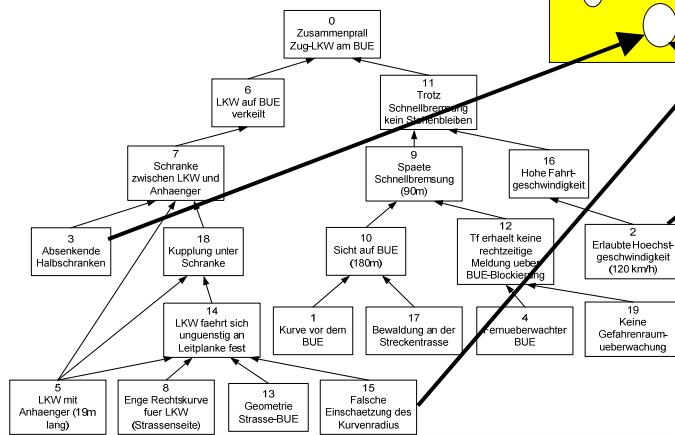 0
Zusammenprall
Zug-LKW am BUE
6
LKW auf BUE
verkeilt
11
Trotz
Schnellbremsung
kein Stehenbleiben
7
Schranke
zwischen LKW und
Anhaenger
9
Spaete
Schnellbremsung
(90m)
16
Hohe Fahrt-
geschwindigkeit
3
Absenkende
Halbschranken
18
Kupplung unter
Schranke
10
Sicht auf BUE
(180m)
12
Tf erhaelt keine
rechtzeitige
Meldung ueber
BUE-Blockierung
2
Erlaubte Hoechst-
geschwindigkeit
(120 km/h)
14
LKW faehrt sich
unguenstig an
Leitplanke fest
1
Kurve vor dem
BUE
17
Bewaldung an der
Streckentrasse
4
Fernueberwachter
BUE
19
Keine
Gefahrenraum-
ueberwachung
5
LKW mit
Anhaenger (19m
lang)
8
Enge Rechtskurve
fuer LKW
(Strassenseite)
13
Geometrie
Strasse-BUE
15
Falsche
Einschaetzung des
Kurvenradius